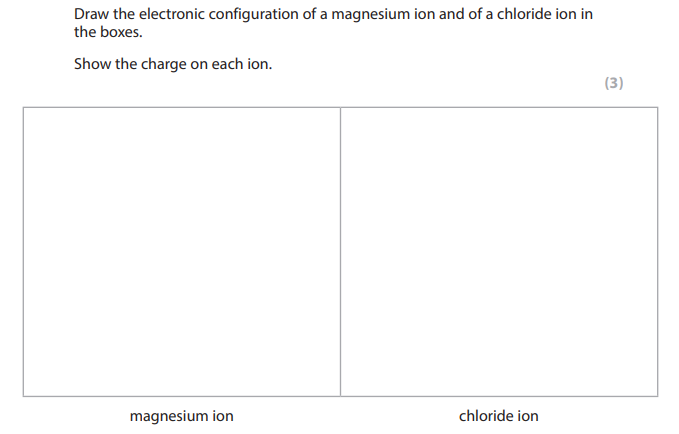 Draw the electronic configuration of a magnesium ion and of a chloride ion in
the boxes.
Show the charge on each ion.
(3)
magnesium ion
chloride ion